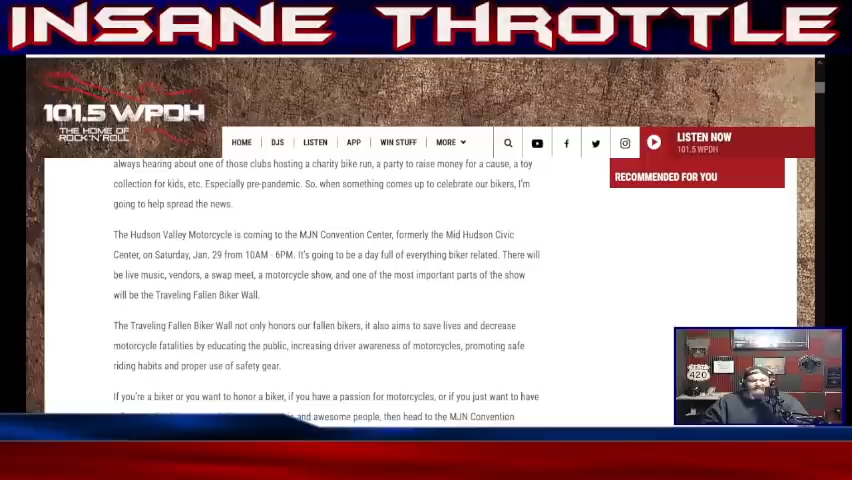 INSANE THROTTLE
101.5 WPDH
THE HOME OF
ROCK'N'ROLL
HOME DJS LISTEN APP WIN STUFF MORE
LISTEN NOW
101.5 WPDH
RECOMMENDED FOR YOU
always hearing about one of those clubs hosting a charity bike run, a party to raise money for a cause, a toy
collection for kids, etc. Especially pre-pandemic. So, when something comes up to celebrate our bikers, I'm
going to help spread the news.
The Hudson Valley Motorcycle is coming to the MJN Convention Center, formerly the Mid Hudson Civic
Center, on Saturday, Jan. 29 from 10AM - 6PM. It's going to be a day full of everything biker related. There will
be live music, vendors, a swap meet, a motorcycle show, and one of the most important parts of the show
will be the Traveling Fallen Biker Wall.
The Traveling Fallen Biker Wall not only honors our fallen bikers, it also aims to save lives and decrease
motorcycle fatalities by educating the public, increasing driver awareness of motorcycles, promoting safe
riding habits and proper use of safety gear.
If you're a biker or you want to honor a biker, if you have a passion for motorcycles, or if you just want to have
and awesome people, then head to the MJN Convention
420